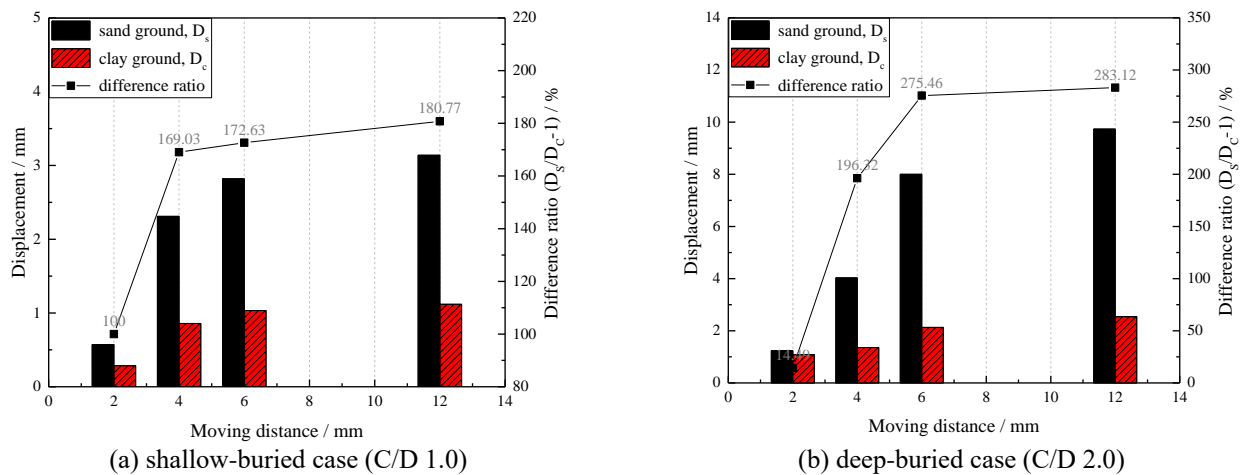 sand ground, Ds
clay ground, Dc
difference ratio
5
4
3
2
1
0
Displacement / mm
220
200
180
160
140
120
100
80
Difference ratio (Ds/Dc-1) / %
100
169.03
172.63
180.77
0 2 4 6 8 10 12 14
Moving distance / mm
(a) shallow-buried case (C/D 1.0)
sand ground, Ds
clay ground, Dc
difference ratio
14
12
10
8
6
4
2
0
Displacement / mm
350
300
250
200
150
100
50
0
Difference ratio (Ds/Dc-1) / %
196.32
275.46
283.12
0 2 4 6 8 10 12 14
Moving distance / mm
(b) deep-buried case (C/D 2.0)